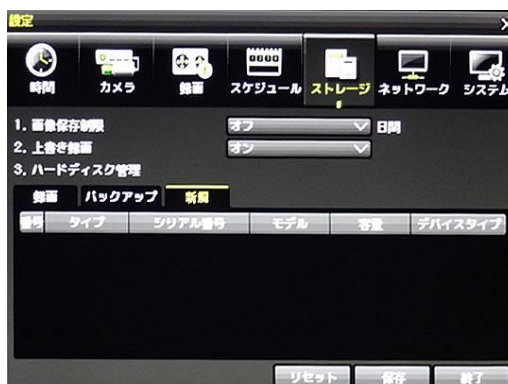 設定
時間 カメラ 録画 スケジュール ストレージ ネットワーク システム
1. 画像保存制限 オフ 日間
2. 上書き録画 オン
3. ハードディスク管理
録画 バックアップ 新規
番号 タイプ シリアル番号 モデル 容量 デバイスタイプ
リセット 保存 終了